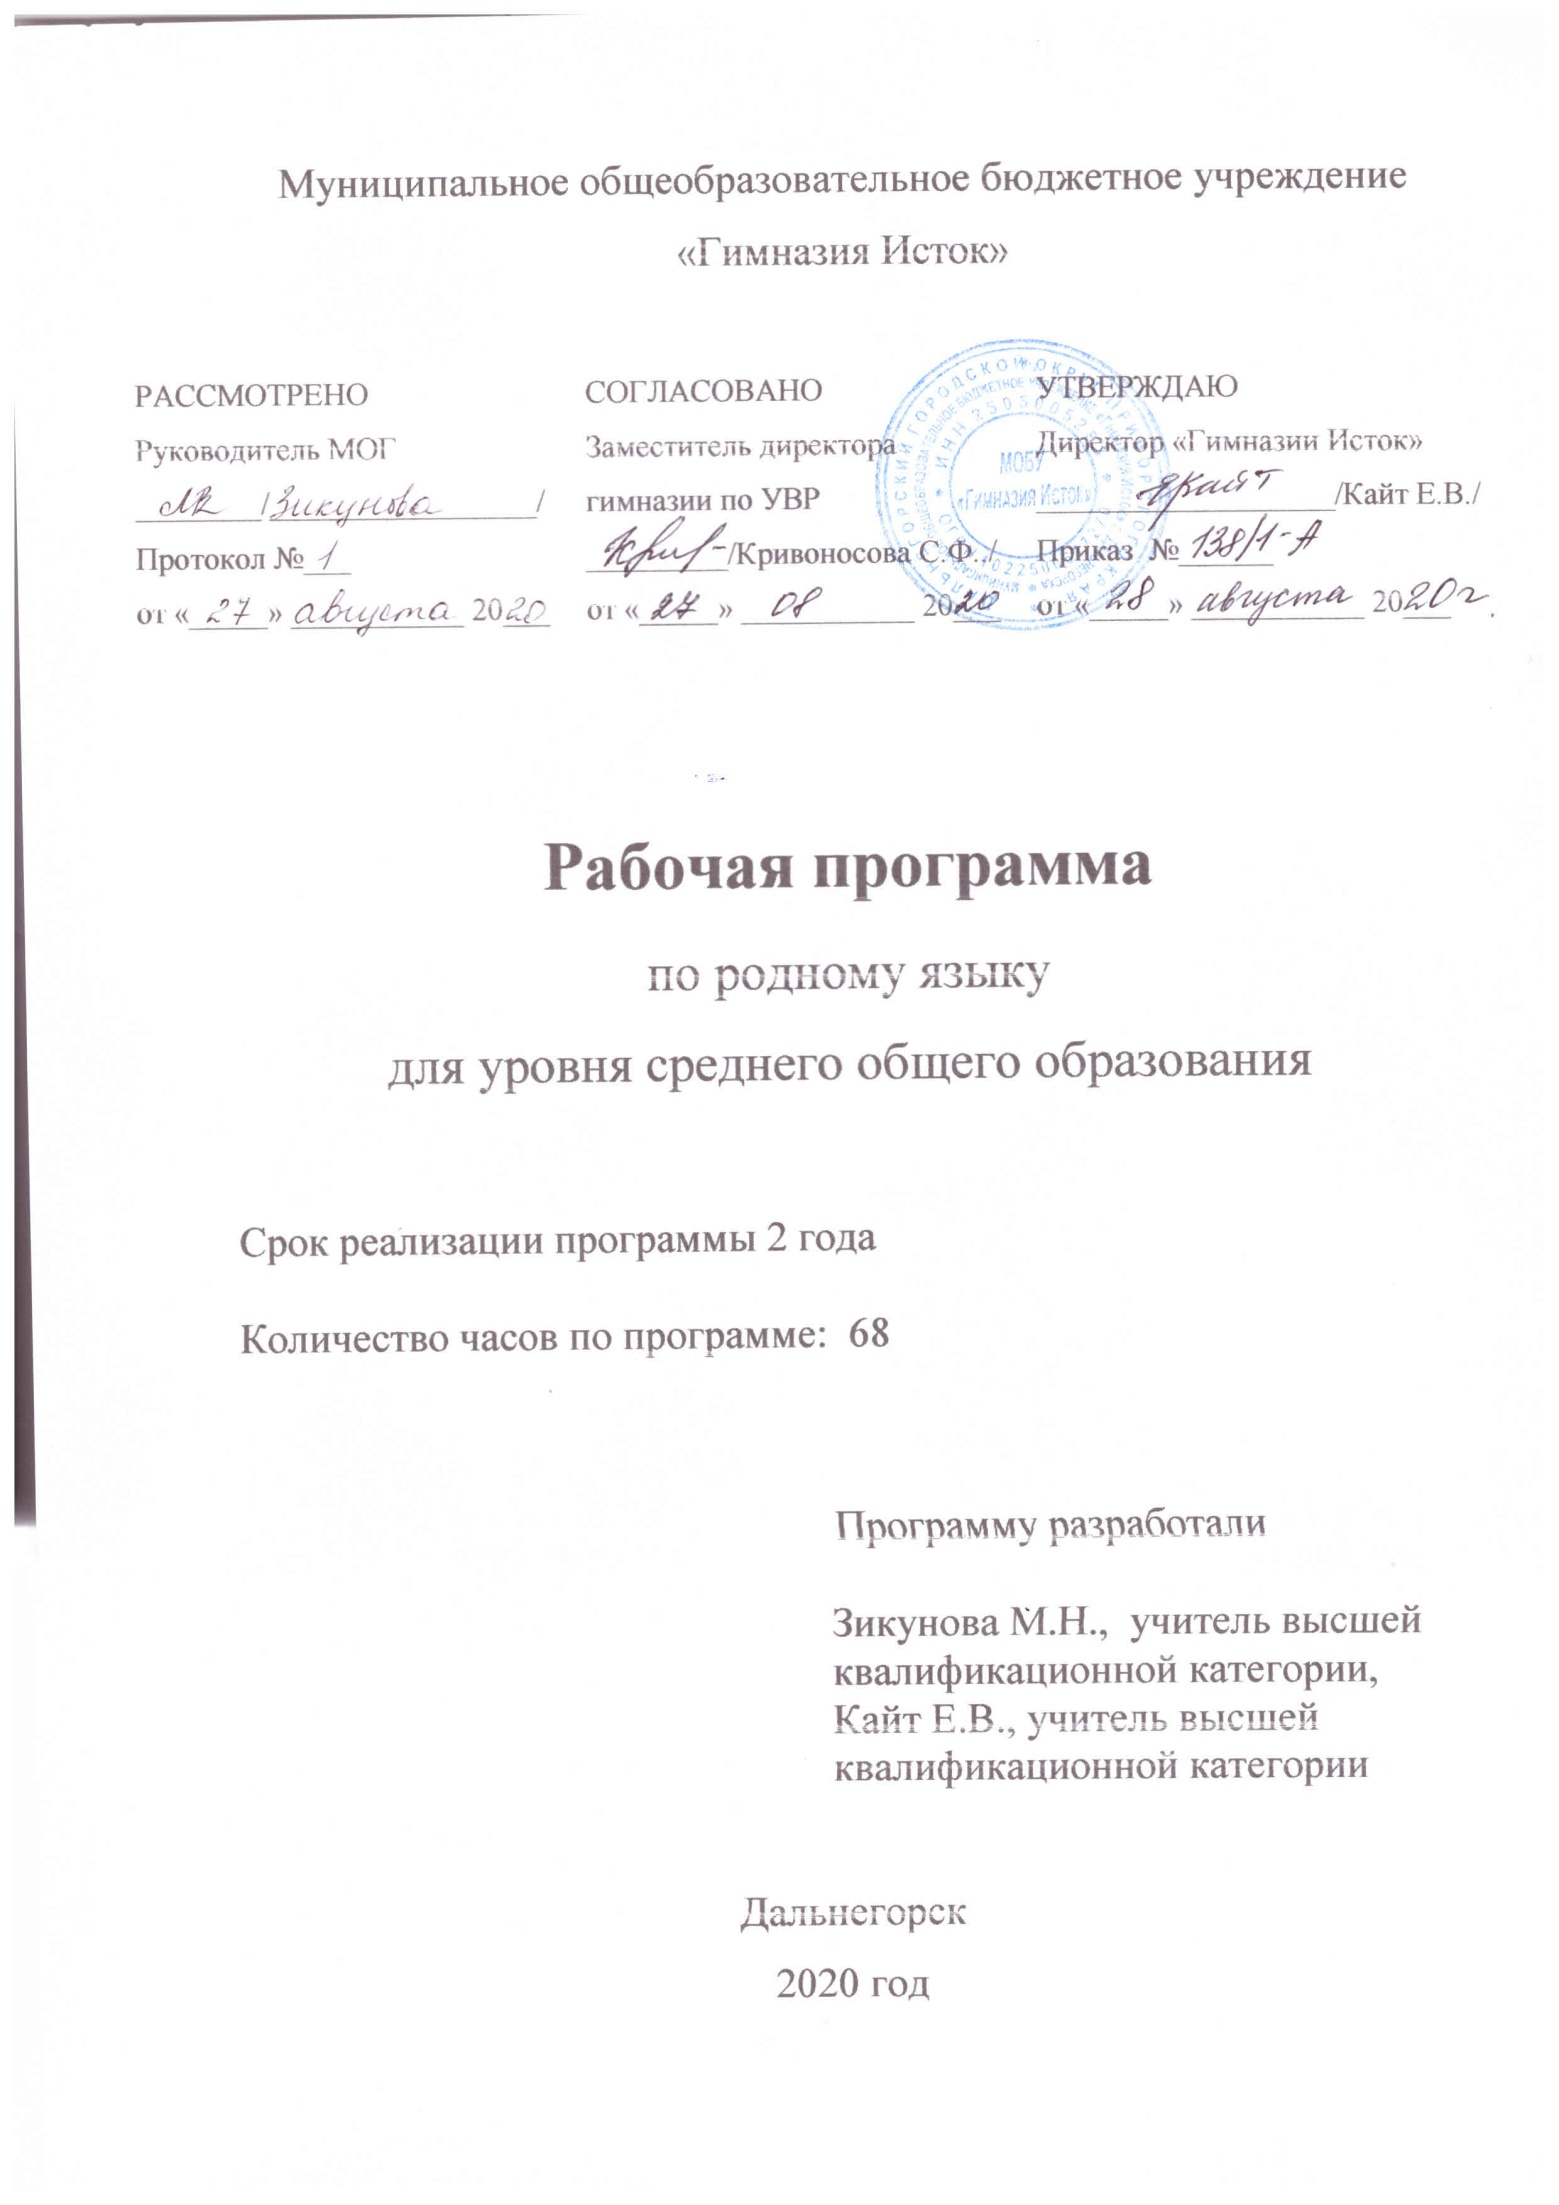 Муниципальное общеобразовательное бюджетное учреждение
«Гимназия Исток»
РАССМОТРЕНО
Руководитель МОГ
/Зикунова /
Протокол № 1
от « 27 » августа 2020
СОГЛАСОВАНО
Заместитель директора
гимназии по УВР
/Кривоносова С.Ф../
от « 27 » 08 2020
УТВЕРЖДАЮ
Директор «Гимназии Исток»
Кайт /Кайт Е.В./
Приказ № 138/1-А
от « 28 » августа 2020г.
МОБУ
«Гимназия Исток»
Рабочая программа
по родному языку
для уровня среднего общего образования
Срок реализации программы 2 года
Количество часов по программе: 68
Программу разработали
Зикунова М.Н., учитель высшей
квалификационной категории,
Кайт Е.В., учитель высшей
квалификационной категории
Дальнегорск
2020 год